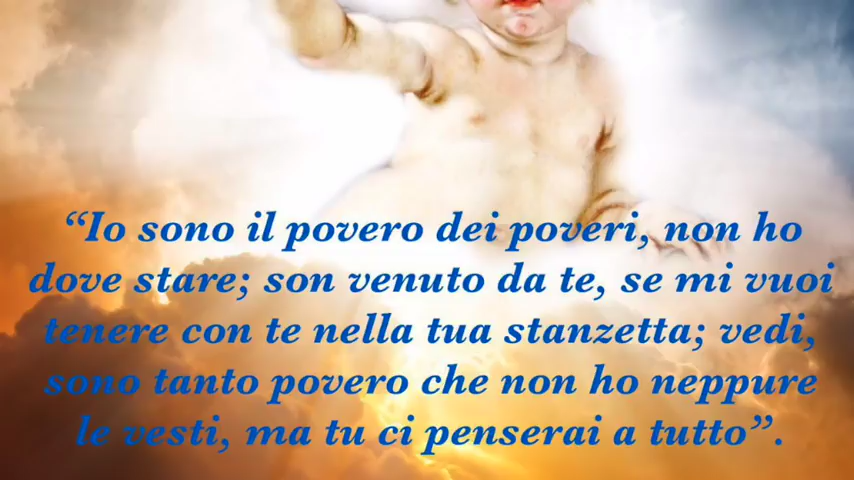 “Io sono il povero dei poveri, non ho
dove stare; son venuto da te, se mi vuoi
tenere con te nella tua stanzetta; vedi,
sono tanto povero che non ho neppure
le vesti, ma tu ci penserai a tutto”.